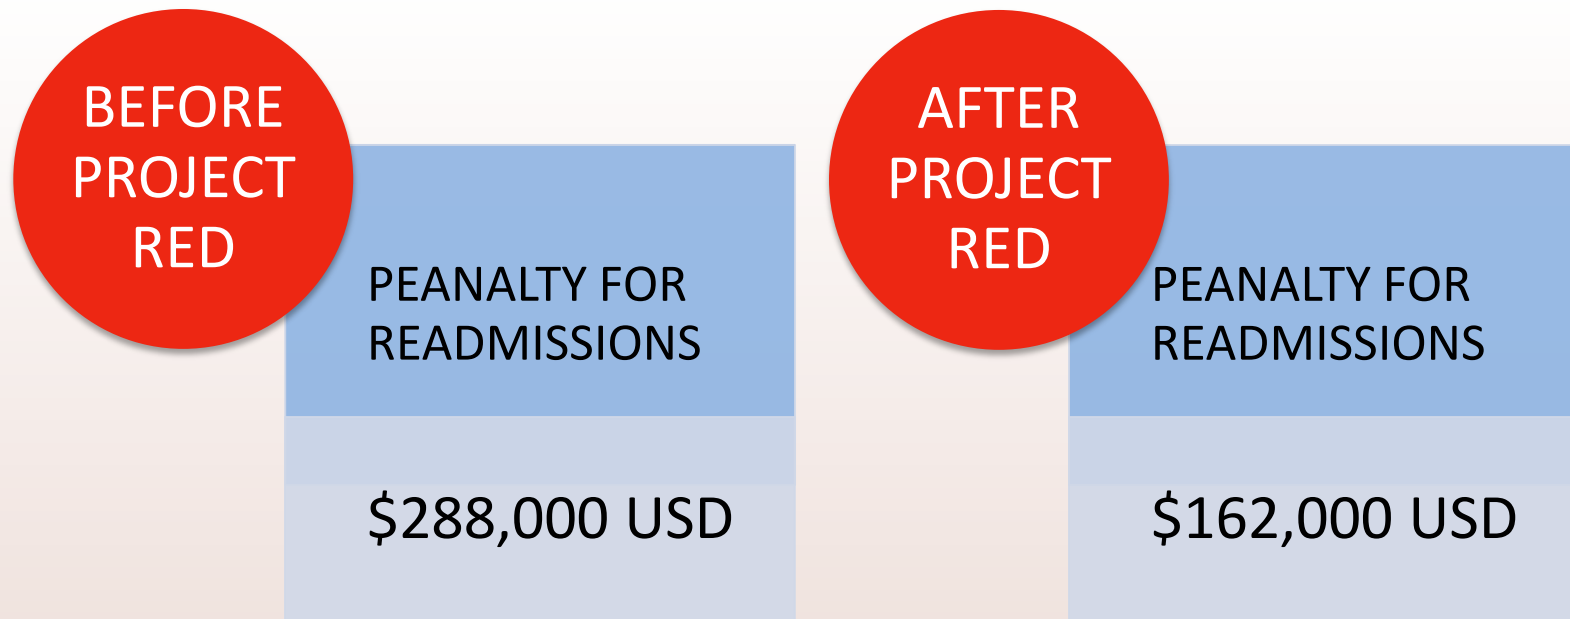 BEFORE
PROJECT
RED
PEANALTY FOR
READMISSIONS
$288,000 USD
AFTER
PROJECT
RED
PEANALTY FOR
READMISSIONS
$162,000 USD